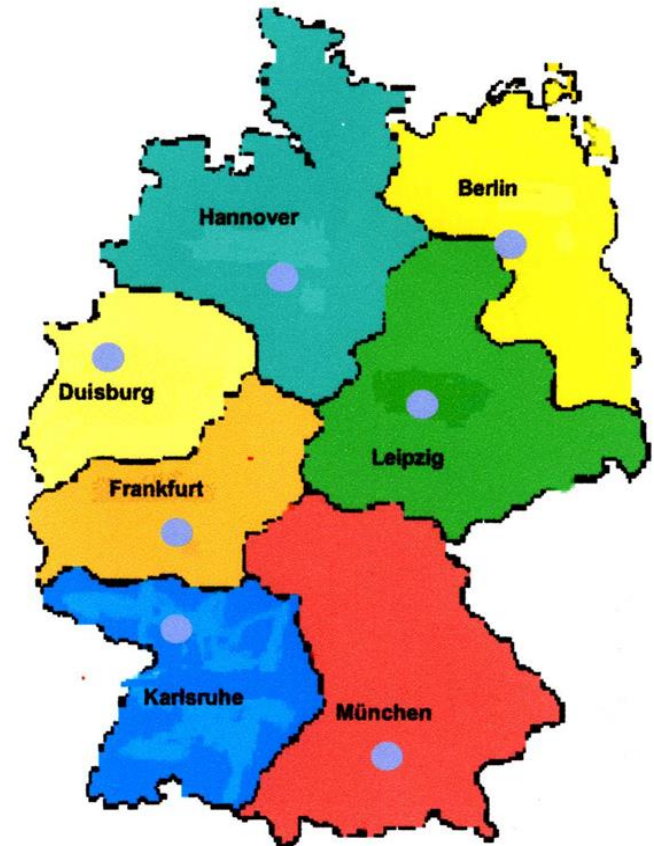 Berlin
Hannover
Duisburg
Leipzig
Frankfurt
Karlsruhe
München